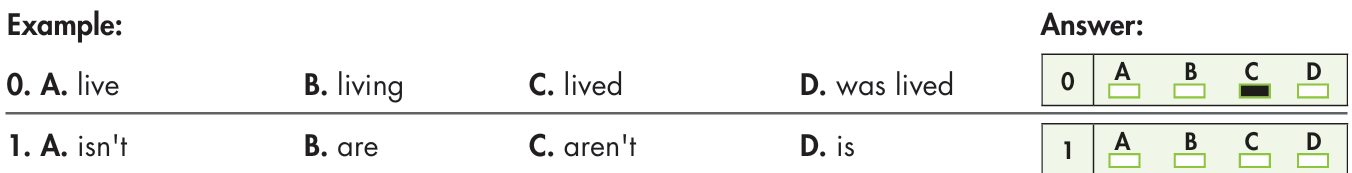 Example: Answer:
0. A. live B. living C. lived D. was lived 0 A B C D
1. A. isn't B. are C. aren't D. is 1 A B C D